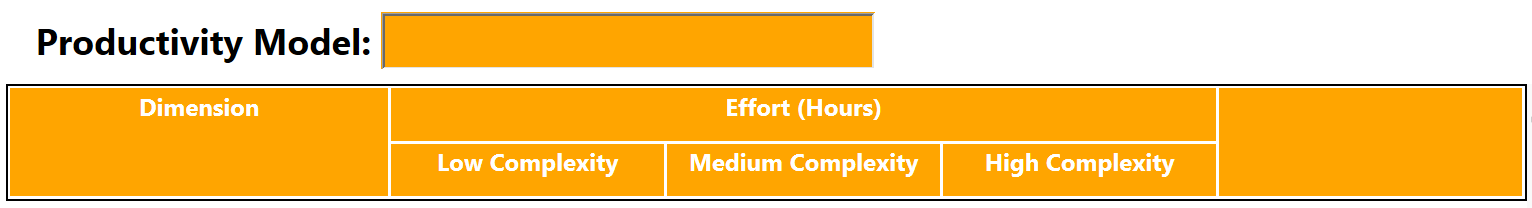 Productivity Model:
Dimension
Effort (Hours)
Low Complexity
Medium Complexity
High Complexity